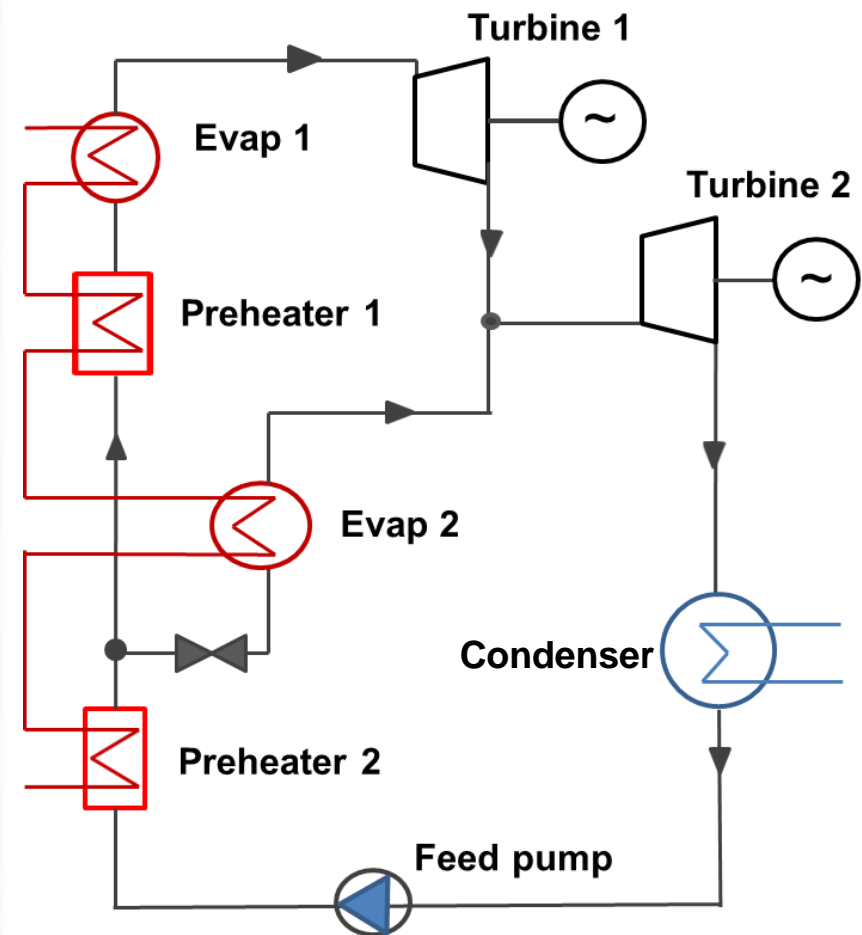 Turbine 1
~
Evap 1
Turbine 2
~
Preheater 1
Evap 2
Condenser
Preheater 2
Feed pump